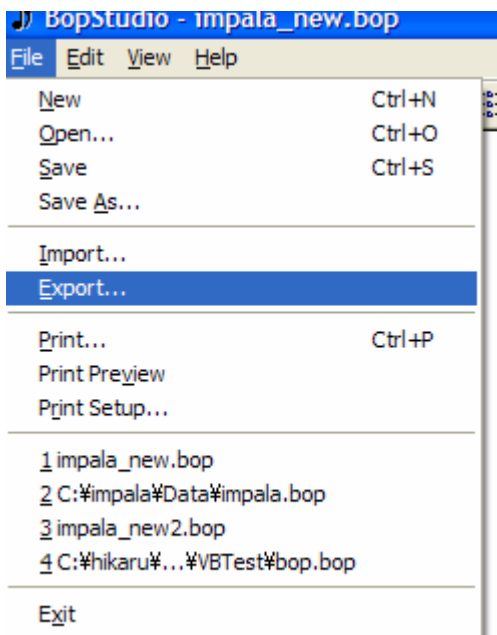 BopStudio - impala_new.bop
File Edit View Help
New Ctrl+N
Open... Ctrl+O
Save Ctrl+S
Save As...
Import...
Export...
Print... Ctrl+P
Print Preview
Print Setup...
1 impala_new.bop
2 C:¥impala¥Data¥impala.bop
3 impala_new2.bop
4 C:¥hikaru¥...¥VBTest¥bop.bop
Exit